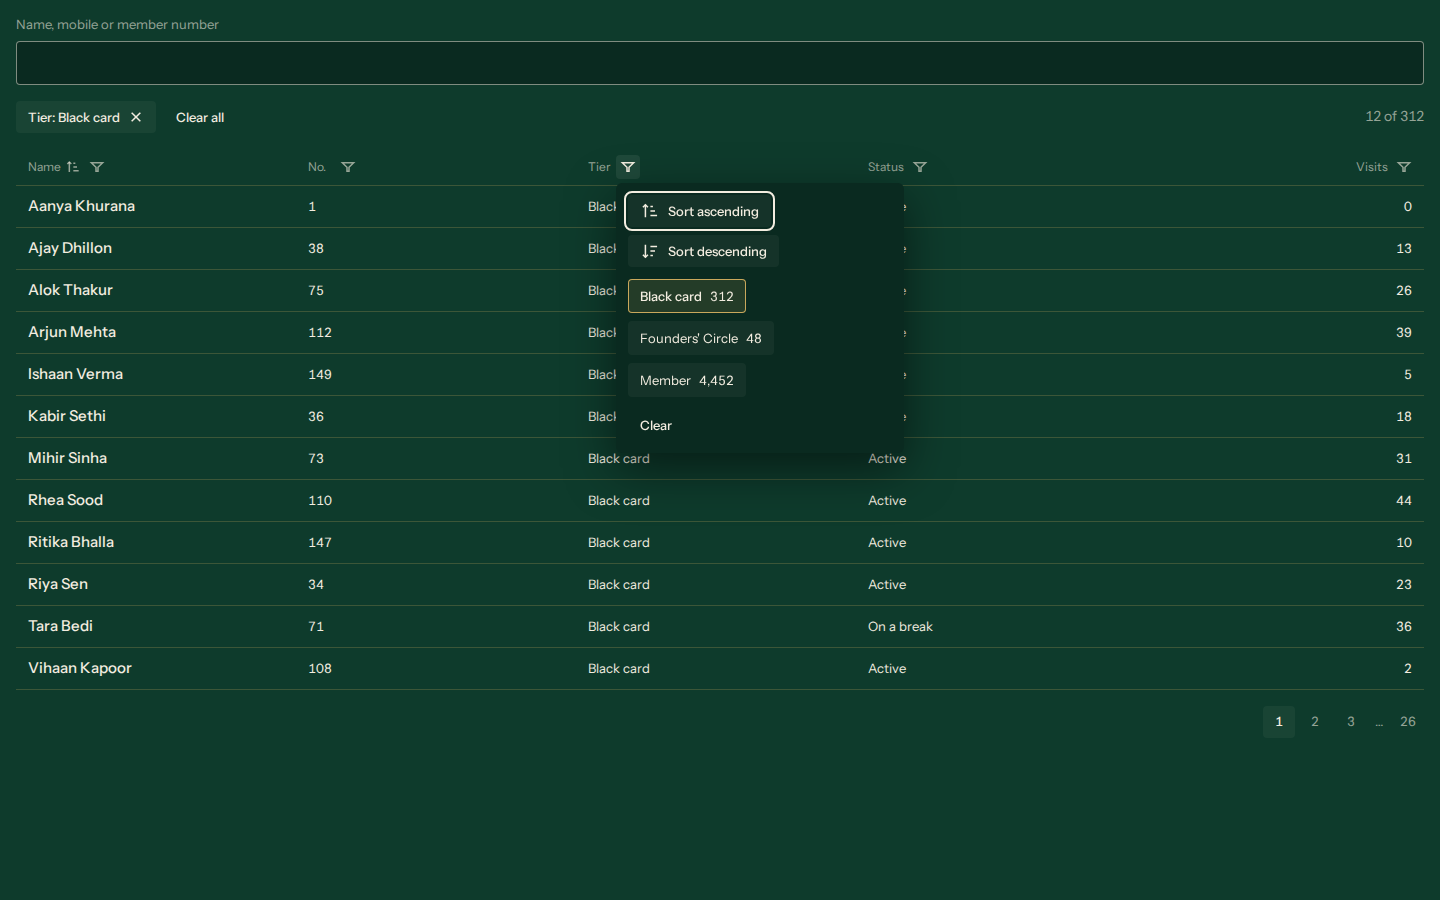 Name, mobile or member number
Tier: Black card Clear all 12 of 312
Name No. Tier Status Visits
Sort ascending
Sort descending
Black card 312
Founders' Circle 48
Member 4,452
Clear
Aanya Khurana 1 0
Ajay Dhillon 38 13
Alok Thakur 75 26
Arjun Mehta 112 39
Ishaan Verma 149 5
Kabir Sethi 36 18
Mihir Sinha 73 Black card Active 31
Rhea Sood 110 Black card Active 44
Ritika Bhalla 147 Black card Active 10
Riya Sen 34 Black card Active 23
Tara Bedi 71 Black card On a break 36
Vihaan Kapoor 108 Black card Active 2
1 2 3 … 26